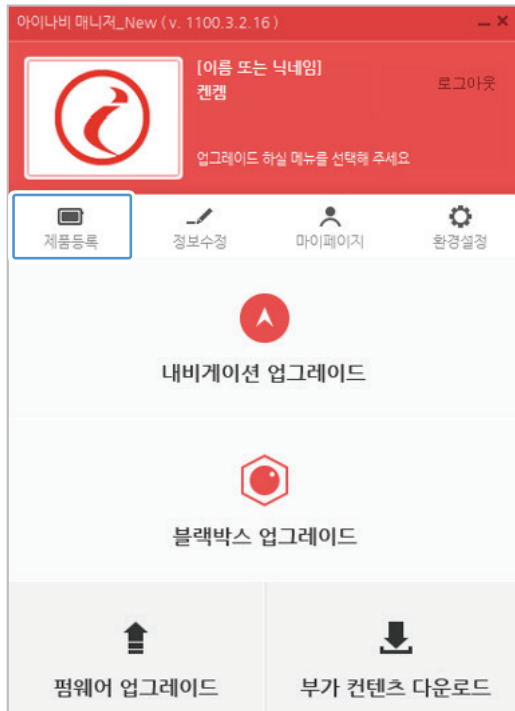 아이나비 매니저_New ( v. 1100.3.2.16 )
[이름 또는 닉네임]
켄켐
로그아웃
업그레이드 하실 메뉴를 선택해 주세요
제품등록
정보수정
마이페이지
환경설정
내비게이션 업그레이드
블랙박스 업그레이드
펌웨어 업그레이드
부가 컨텐츠 다운로드